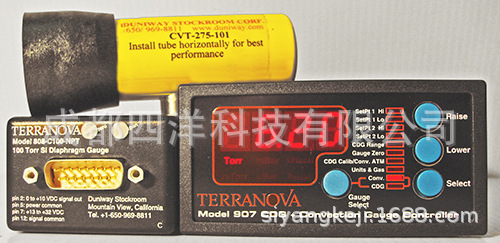 DUNIWAY STOCKROOM CORP.
(650) 969-8811 www.duniway.com
CVT-275-101
Install tube horizontally for best
performance
成都西洋科技有限公司
TERRANOVA
Model 808-C100-NPT
100 Torr SI Diaphragm Gauge
pin 2: 0 to +10 VDC signal out
pin 5: power common
pin 7: +13 to +32 VDC
pin 12: signal common
Duniway Stockroom
Mountain View, California
Tel. +1-650-969-8811
C
SetPt 1 Hi
SetPt 1 Lo
SetPt 2 Hi
SetPt 2 Lo
CDG Range
Gauge Zero
CDG Calib/Conv. ATM
Units & Gas
Conv.
CDG
Torr
Raise
Lower
Select
Gauge
Select
TERRANOVA
Model 907 CDG / Convection Gauge Controller
iyangkeji.1688.com